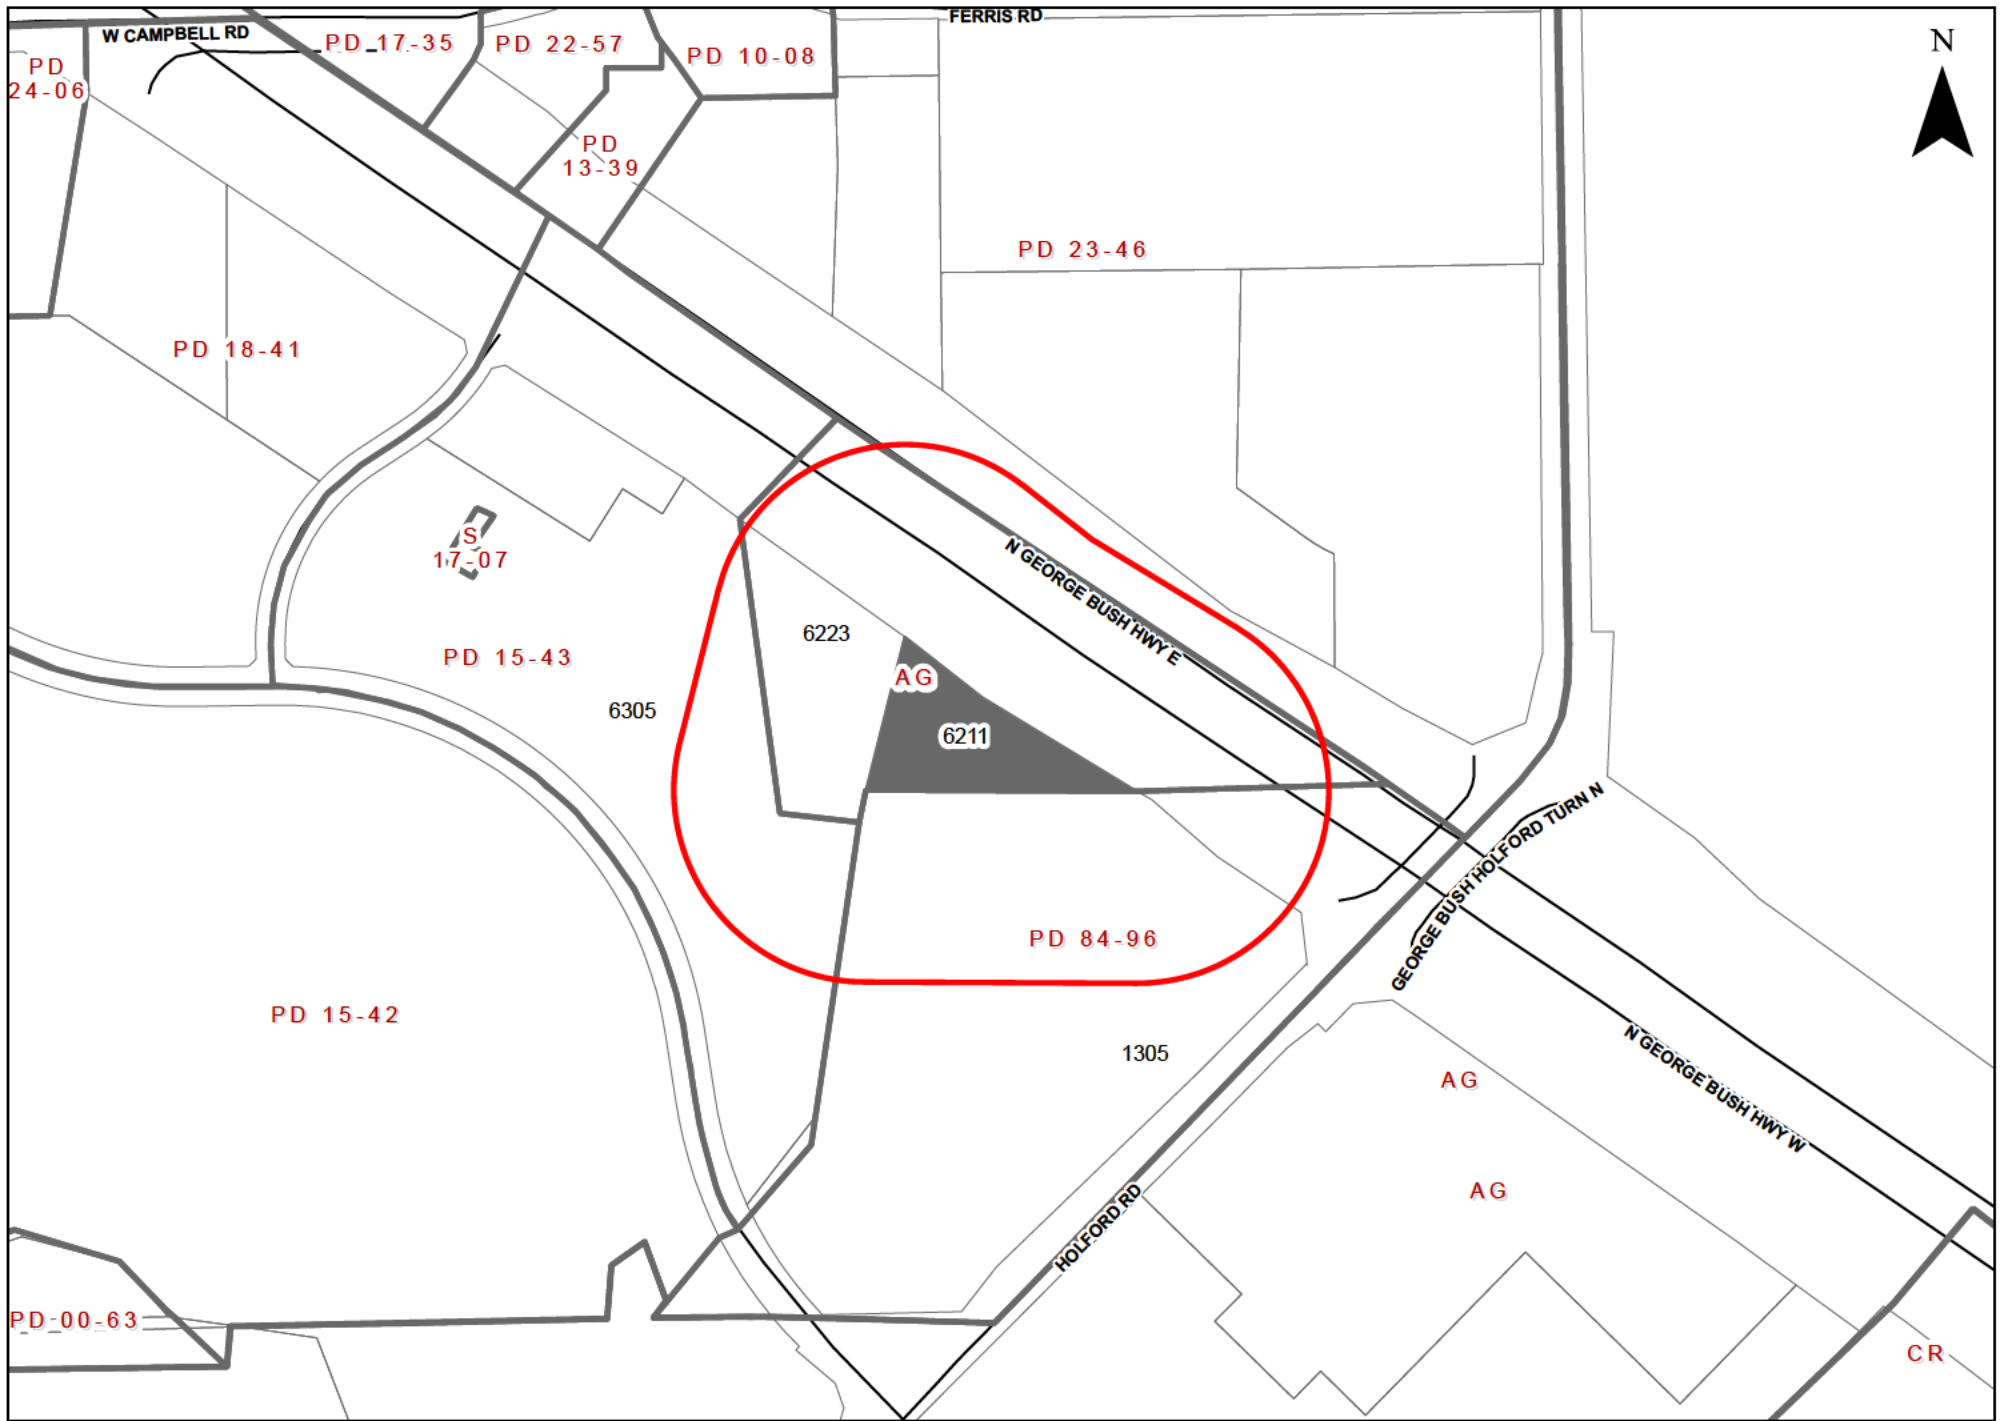 FERRIS RD
W CAMPBELL RD
PD 17-35
PD 22-57
N
PD 10-08
PD
24-06
PD
13-39
PD 23-46
PD 18-41
S
17-07
N GEORGE BUSH HWY E
6223
PD 15-43
AG
6305
6211
GEORGE BUSH HOLFORD TURN N
PD 84-96
PD 15-42
1305
AG
N GEORGE BUSH HWY W
AG
HOLFORD RD
PD 00-63
CR